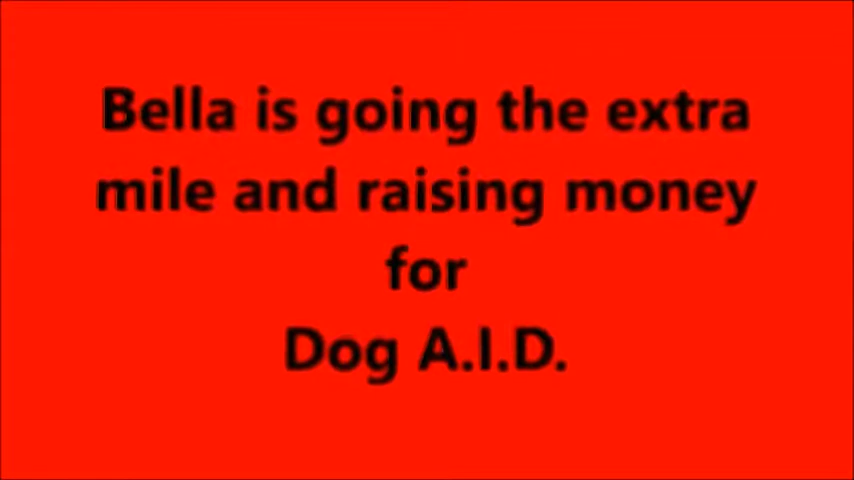 Bella is going the extra
mile and raising money
for
Dog A.I.D.